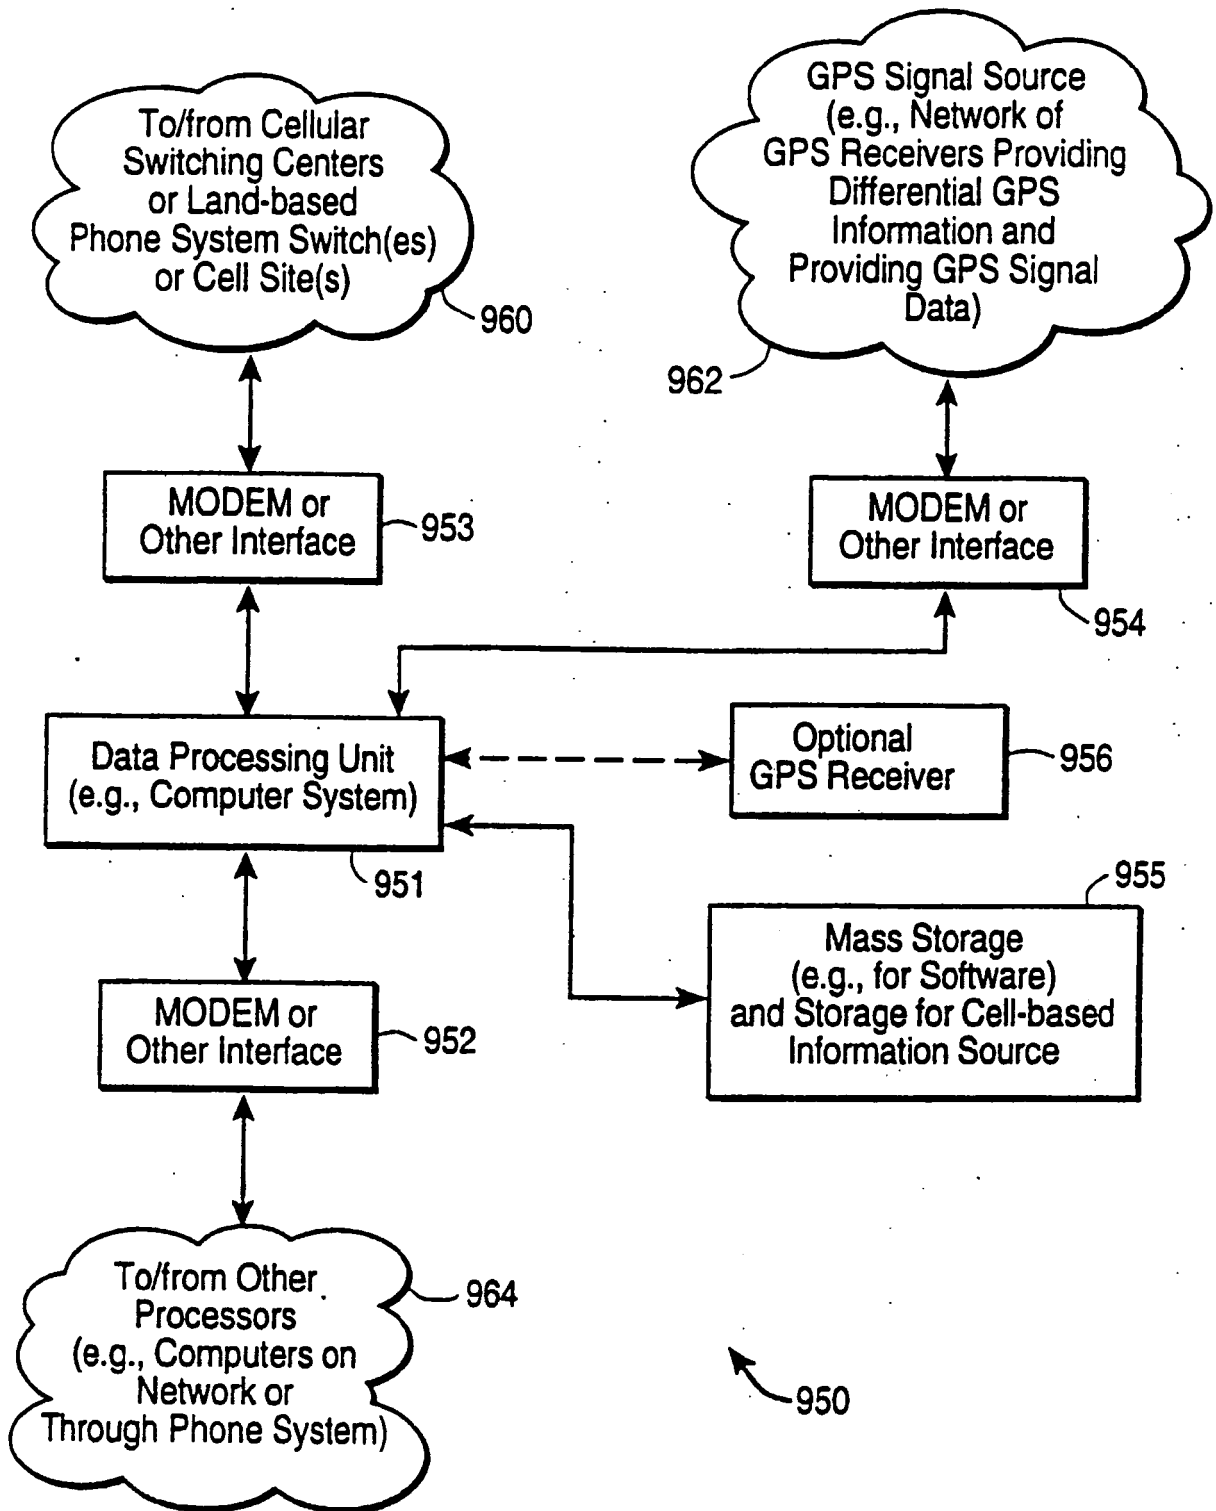 To/from Cellular
Switching Centers
or Land-based
Phone System Switch(es)
or Cell Site(s)
960
GPS Signal Source
(e.g., Network of
GPS Receivers Providing
Differential GPS
Information and
Providing GPS Signal
Data)
962
MODEM or
Other Interface
953
MODEM or
Other Interface
954
Data Processing Unit
(e.g., Computer System)
951
Optional
GPS Receiver
956
955
Mass Storage
(e.g., for Software)
and Storage for Cell-based
Information Source
MODEM or
Other Interface
952
To/from Other
Processors
(e.g., Computers on
Network or
Through Phone System)
964
950